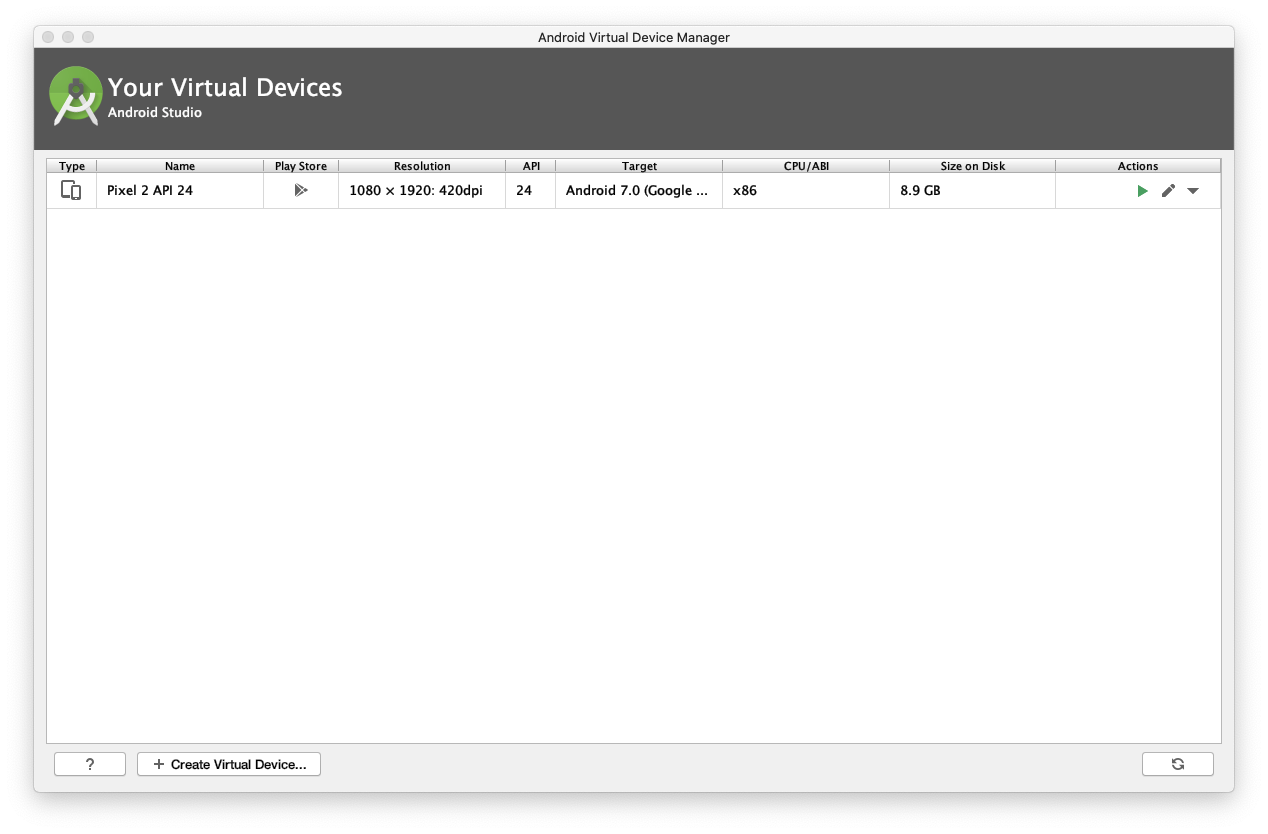 Android Virtual Device Manager
Your Virtual Devices
Android Studio
Type Name Play Store Resolution API Target CPU/ABI Size on Disk Actions
Pixel 2 API 24 1080 × 1920: 420dpi 24 Android 7.0 (Google ... x86 8.9 GB
? + Create Virtual Device...